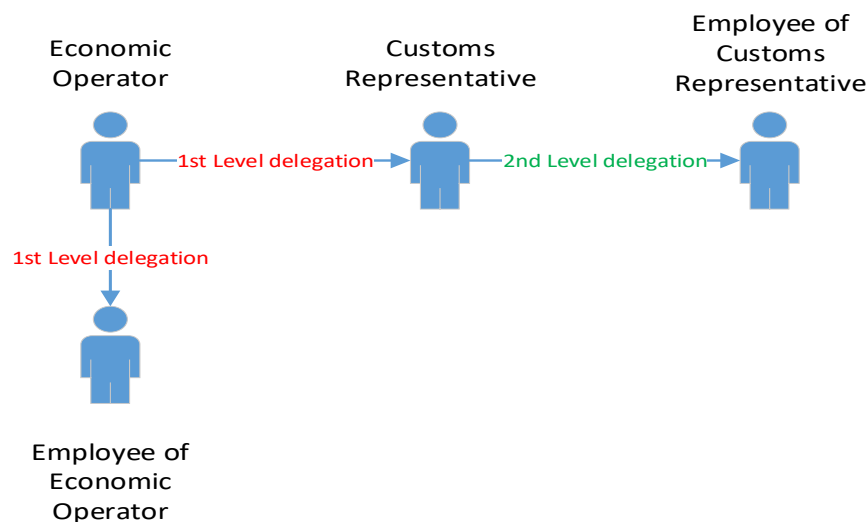 Economic
Operator
Customs
Representative
Employee of
Customs
Representative
1st Level delegation
2nd Level delegation
1st Level delegation
Employee of
Economic
Operator